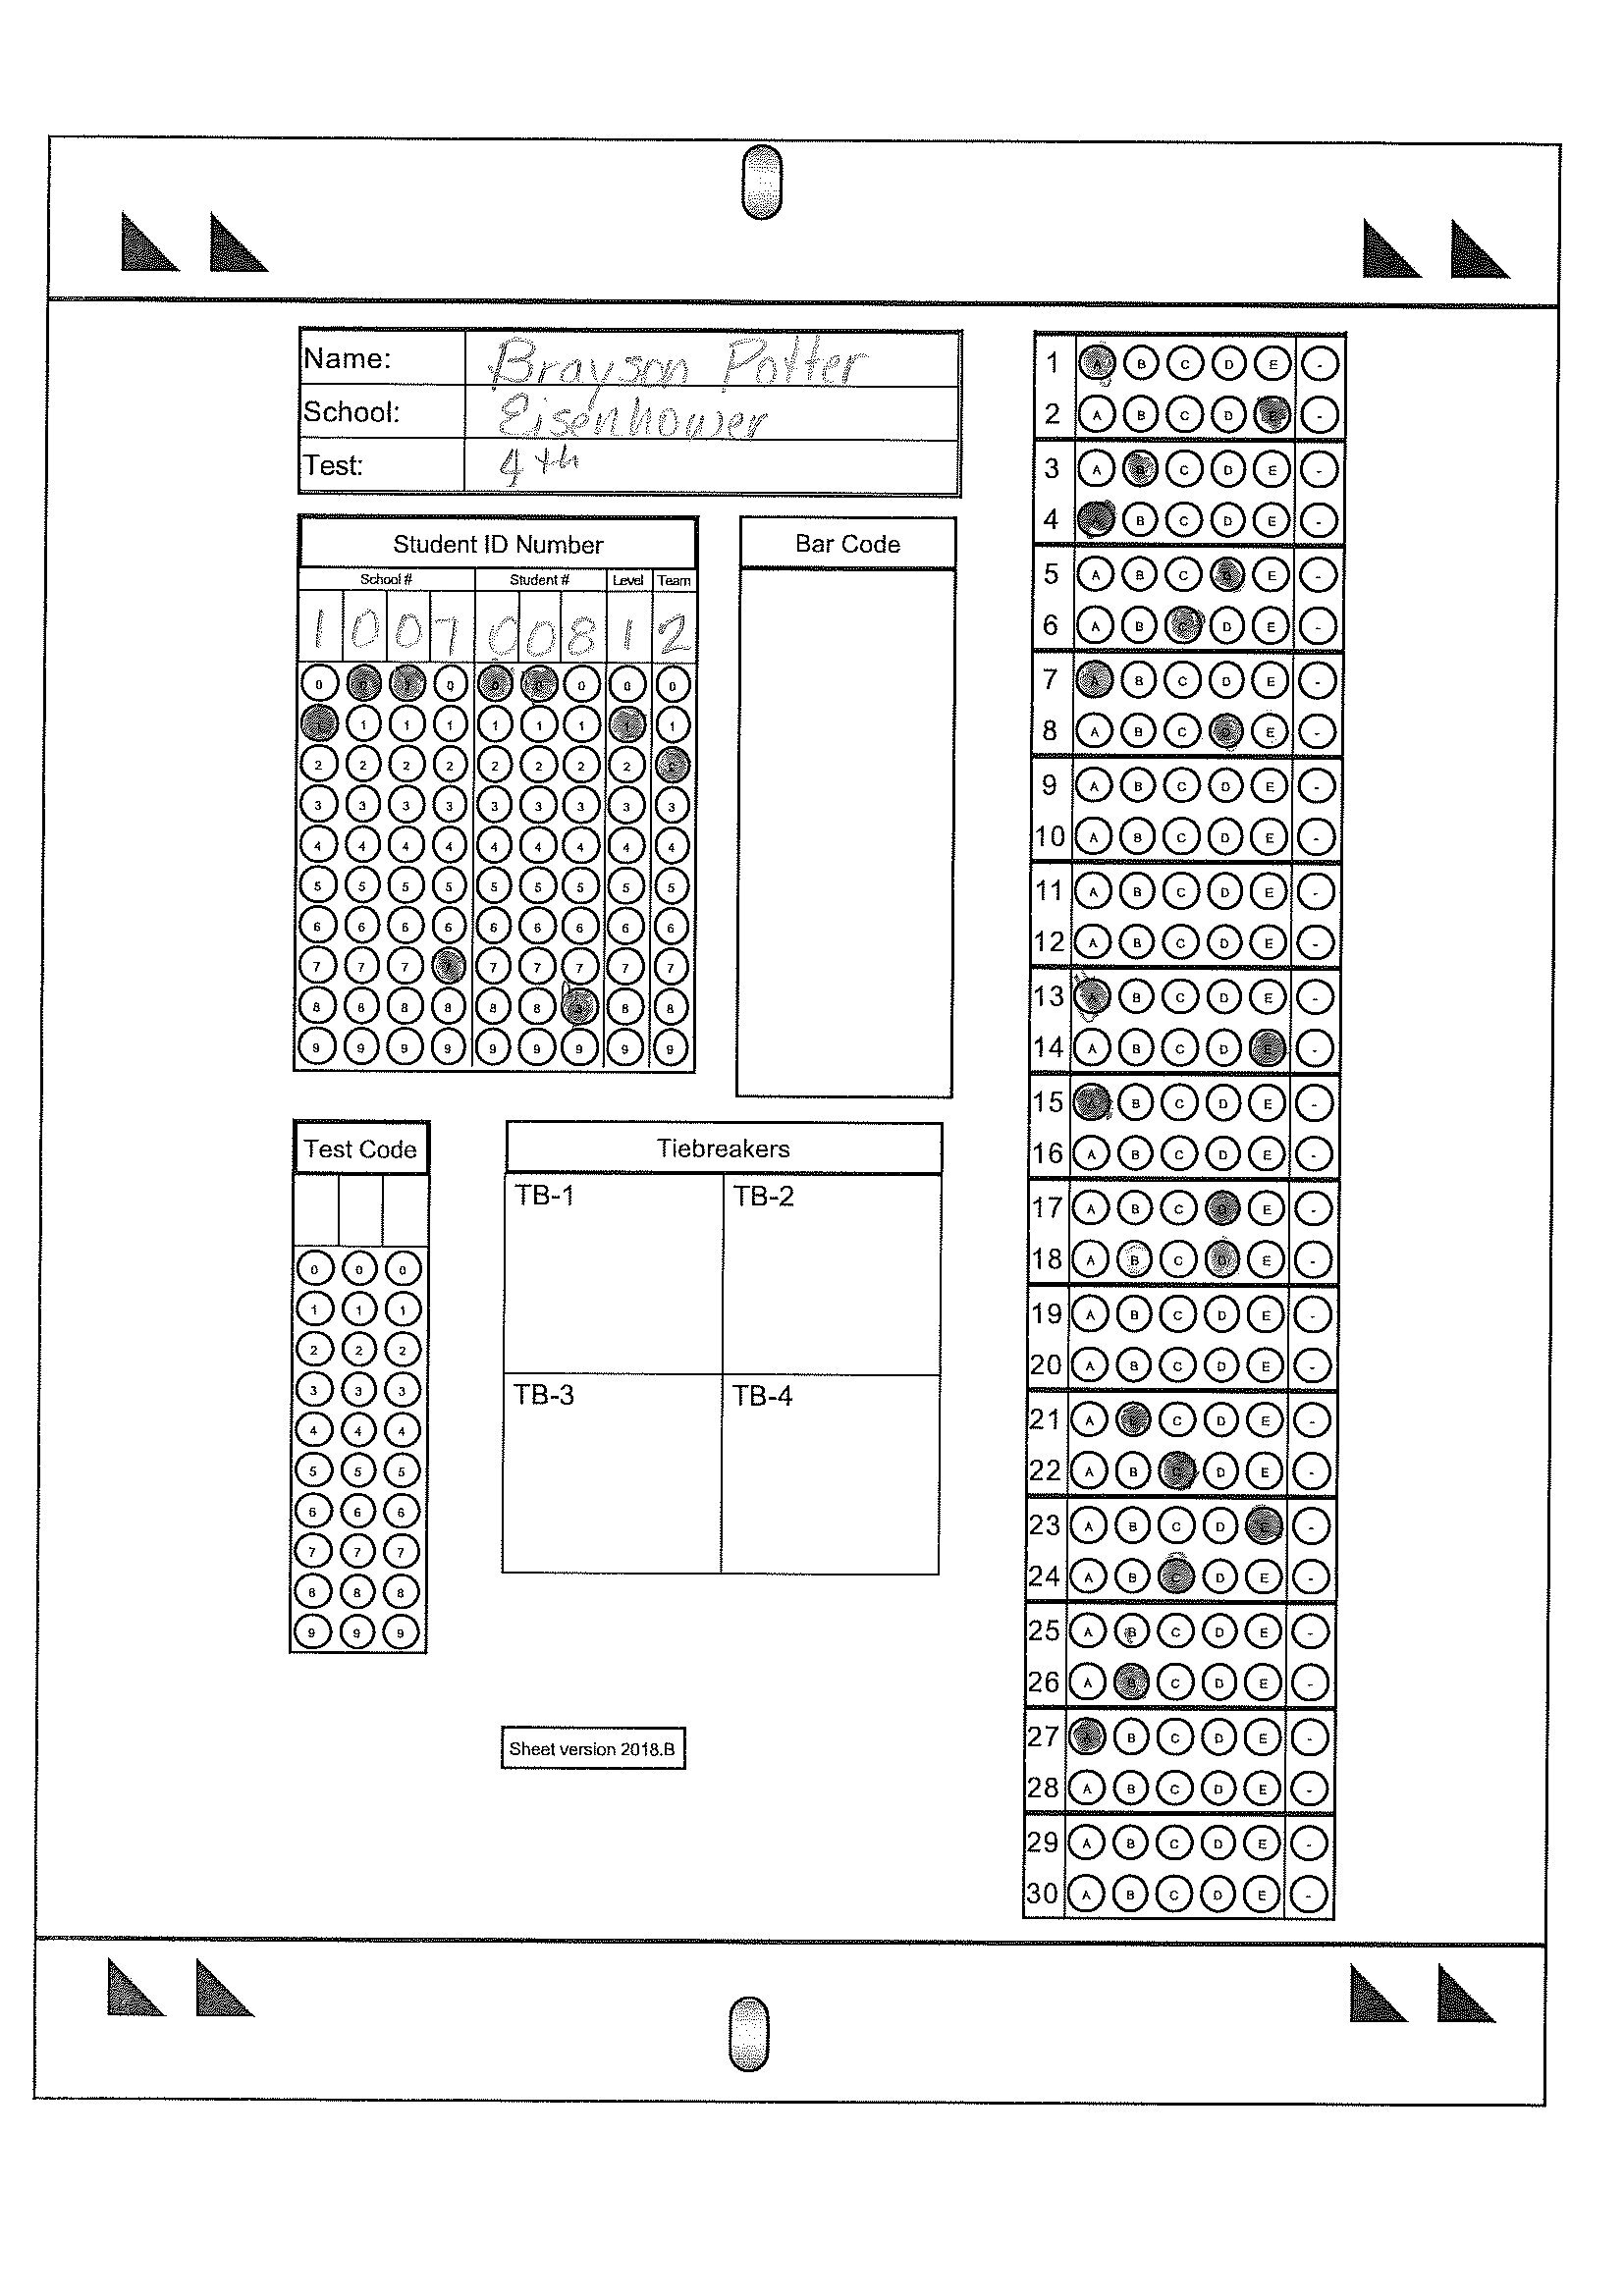 Name: Brayson Potter
School: Eisenhower
Test: 4th
Student ID Number
School # Student # Level Team
1 0 0 7 0 0 8 1 2
0 0 0 0 0 0 0 0 0
1 1 1 1 1 1 1 1 1
2 2 2 2 2 2 2 2 2
3 3 3 3 3 3 3 3 3
4 4 4 4 4 4 4 4 4
5 5 5 5 5 5 5 5 5
6 6 6 6 6 6 6 6 6
7 7 7 7 7 7 7 7 7
8 8 8 8 8 8 8 8 8
9 9 9 9 9 9 9 9 9
Bar Code
Test Code
0 0 0
1 1 1
2 2 2
3 3 3
4 4 4
5 5 5
6 6 6
7 7 7
8 8 8
9 9 9
Tiebreakers
TB-1 TB-2
TB-3 TB-4
Sheet version 2018.B
1 A B C D E -
2 A B C D E -
3 A B C D E -
4 A B C D E -
5 A B C D E -
6 A B C D E -
7 A B C D E -
8 A B C D E -
9 A B C D E -
10 A B C D E -
11 A B C D E -
12 A B C D E -
13 A B C D E -
14 A B C D E -
15 A B C D E -
16 A B C D E -
17 A B C D E -
18 A B C D E -
19 A B C D E -
20 A B C D E -
21 A B C D E -
22 A B C D E -
23 A B C D E -
24 A B C D E -
25 A B C D E -
26 A B C D E -
27 A B C D E -
28 A B C D E -
29 A B C D E -
30 A B C D E -